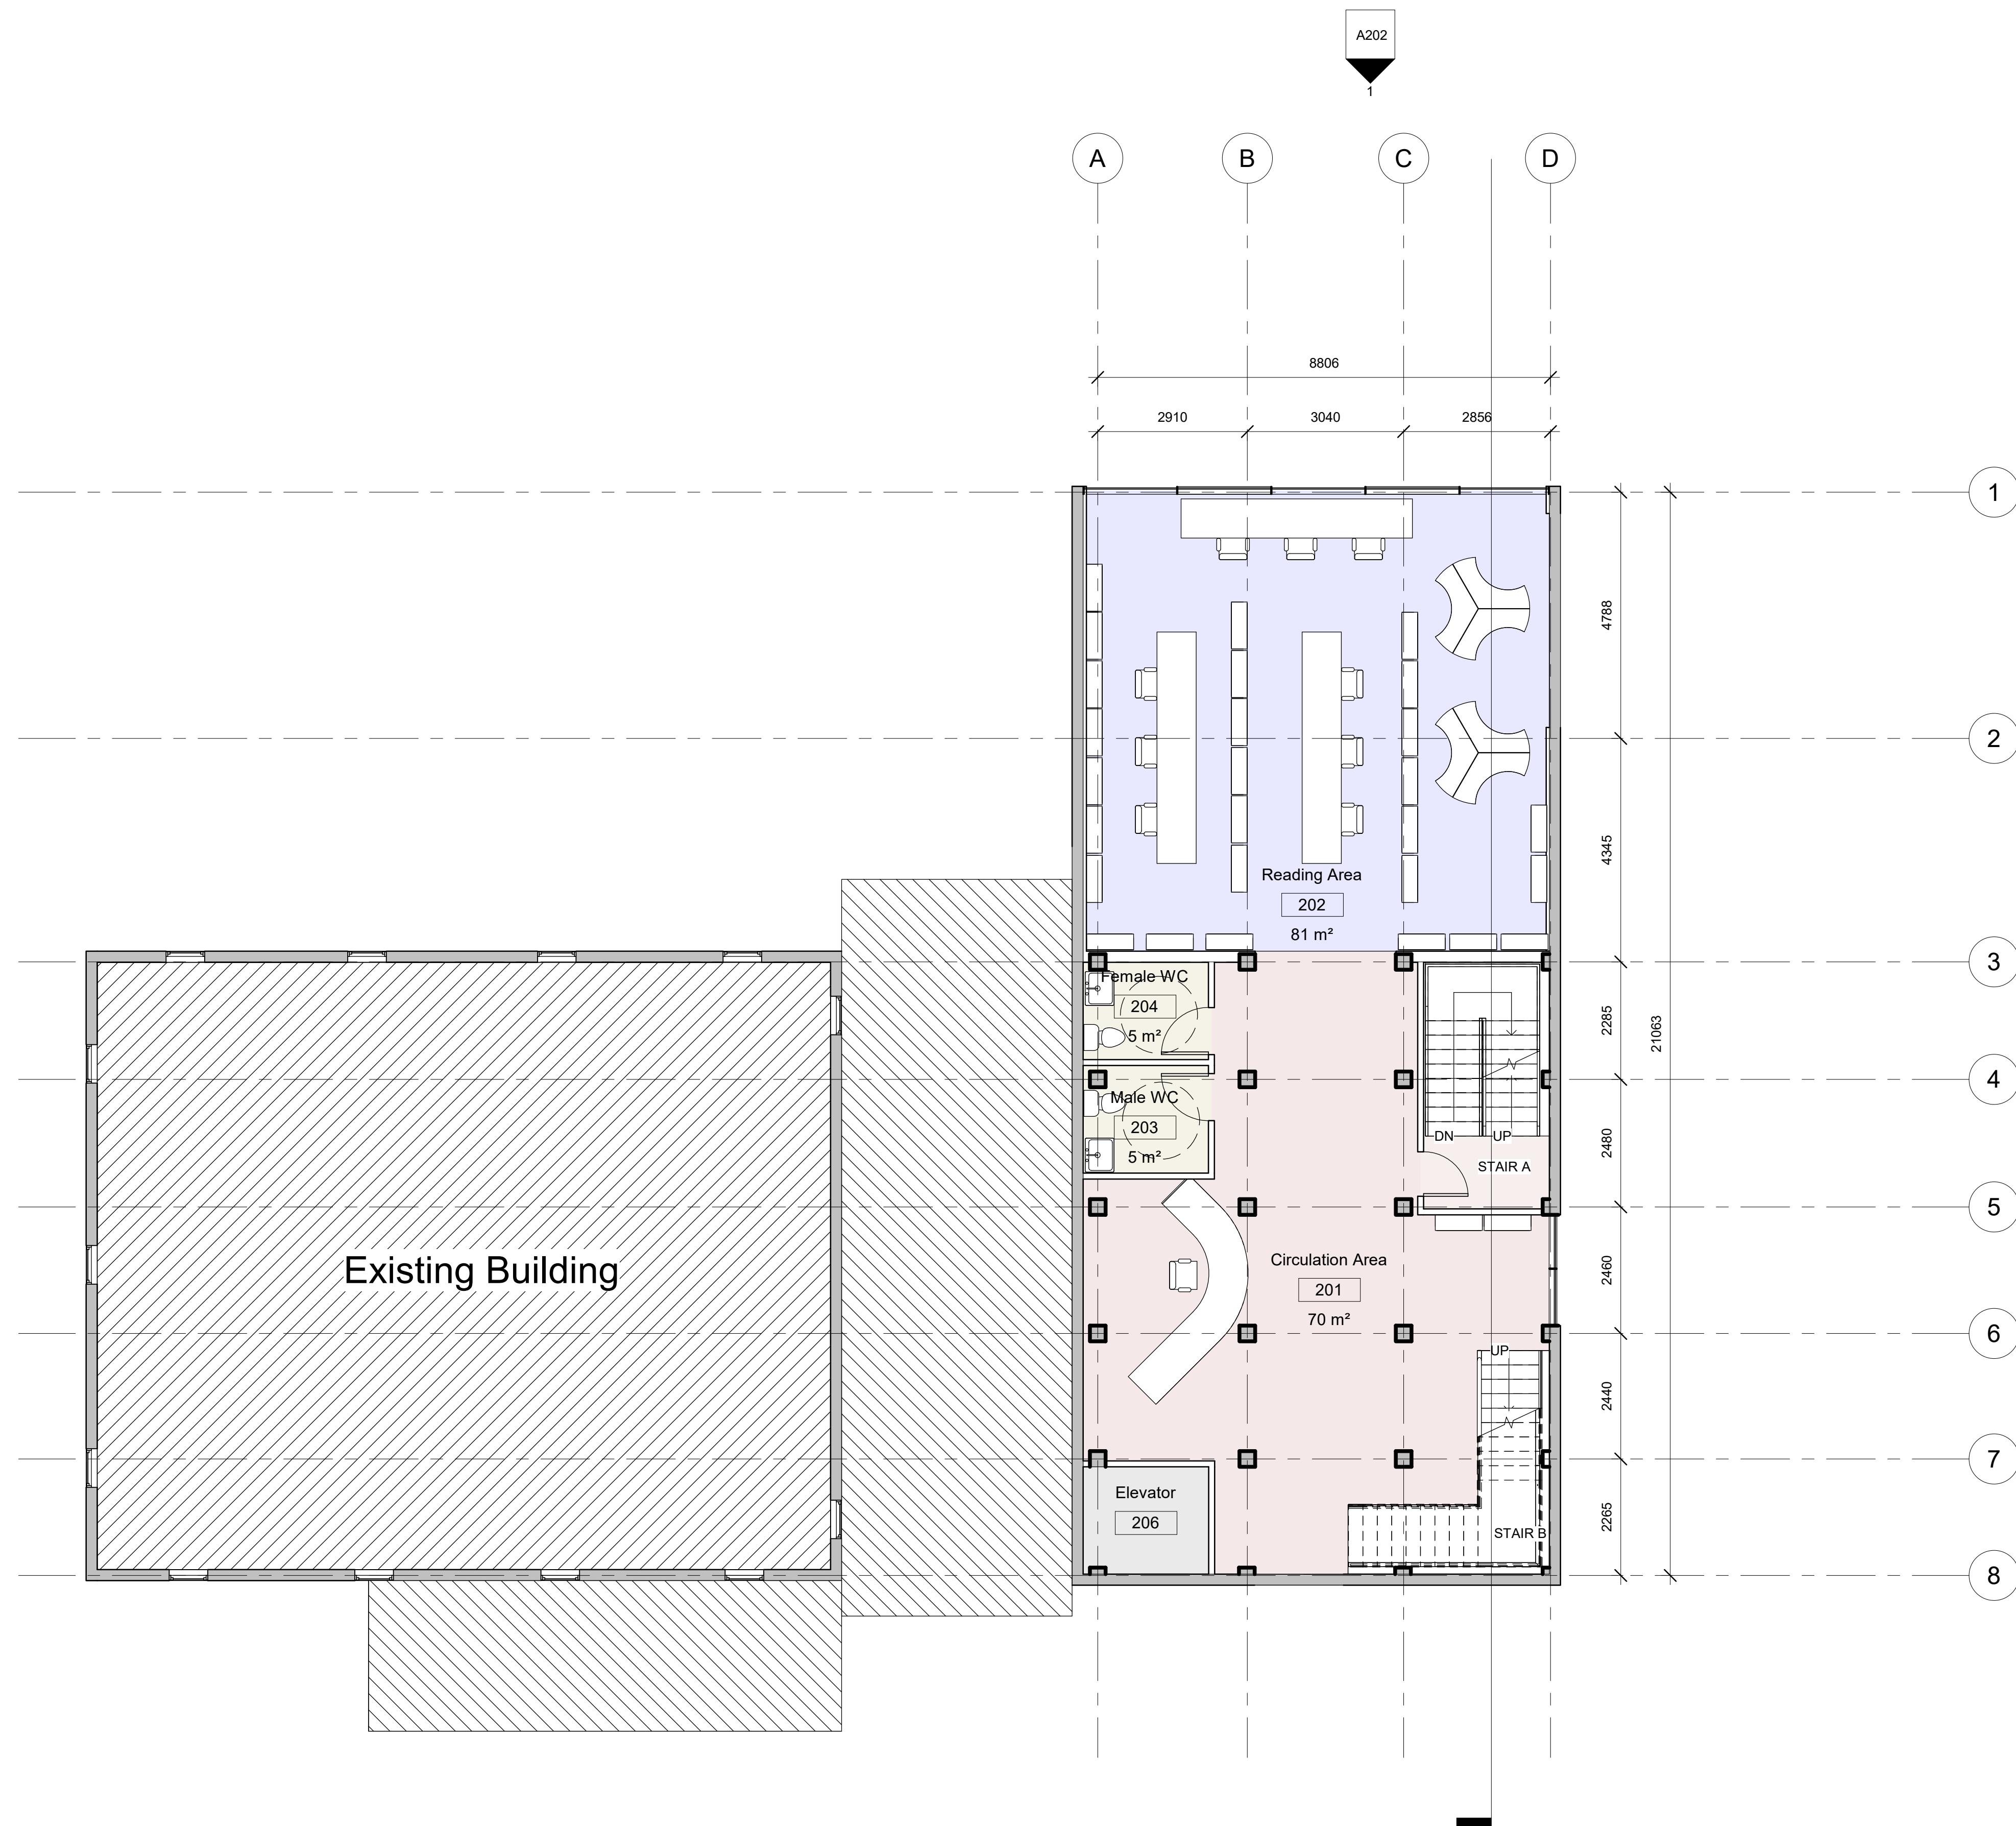 A202
1
A
B
C
D
8806
2910
3040
2856
1
4788
2
4345
Reading Area
202
81 m²
3
Female WC
204
5 m²
2285
21063
4
Male WC
203
5 m²
DN
UP
STAIR A
2480
5
Circulation Area
201
70 m²
2460
Existing Building
6
UP
2440
7
Elevator
206
STAIR B
2265
8